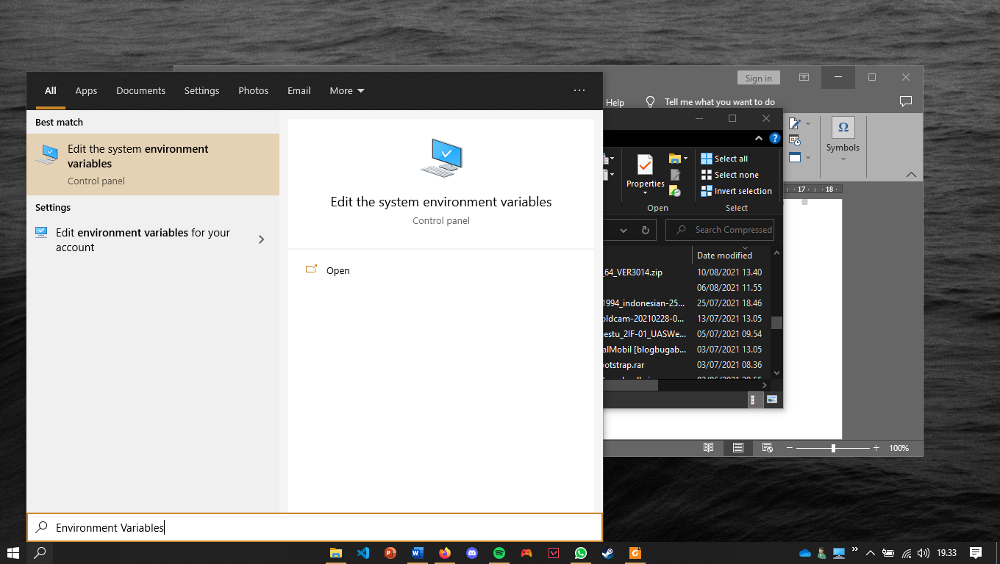 All Apps Documents Settings Photos Email More ...
Best match
Edit the system environment
variables
Control panel
Settings
Edit environment variables for your
account
Edit the system environment variables
Control panel
Open
Environment Variables
Sign in
Help Tell me what you want to do
Ω
Symbols
Properties
Open
Select all
Select none
Invert selection
Select
Search Compressed
Date modified
_64_VER3014.zip 10/08/2021 13.40
06/08/2021 11.55
1994_indonesian-25... 25/07/2021 18.46
oldcam-20210228-0... 13/07/2021 13.05
estu_2IF-01_UASWe... 05/07/2021 09.54
alMobil [blogbugab... 03/07/2021 13.05
ootstrap.rar 03/07/2021 08.36
17 18
100%
19.33